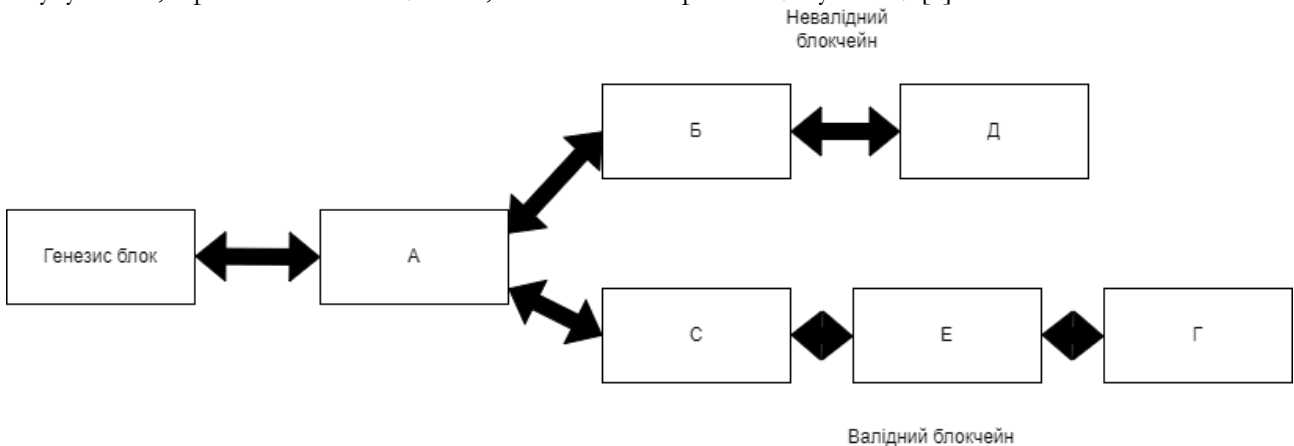 Невалідний
блокчейн
Б
Д
Генезис блок
А
С
Е
Г
Валідний блокчейн